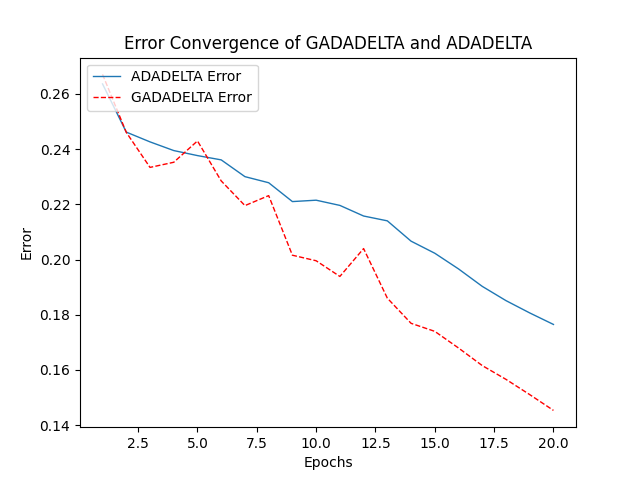 Error Convergence of GADADELTA and ADADELTA
ADADELTA Error
GADADELTA Error
0.26
0.24
0.22
0.20
0.18
0.16
0.14
Error
2.5 5.0 7.5 10.0 12.5 15.0 17.5 20.0
Epochs